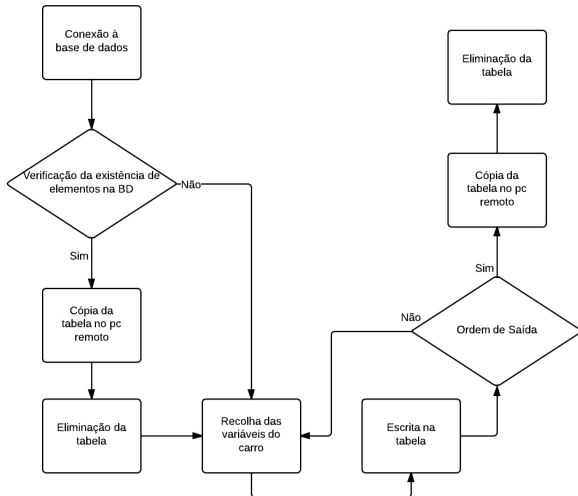 Conexão à
base de dados
Verificação da existência de
elementos na BD
Não
Sim
Cópia da
tabela no pc
remoto
Eliminação da
tabela
Recolha das
variáveis do
carro
Escrita na
tabela
Ordem de Saída
Não
Sim
Cópia da
tabela no pc
remoto
Eliminação da
tabela